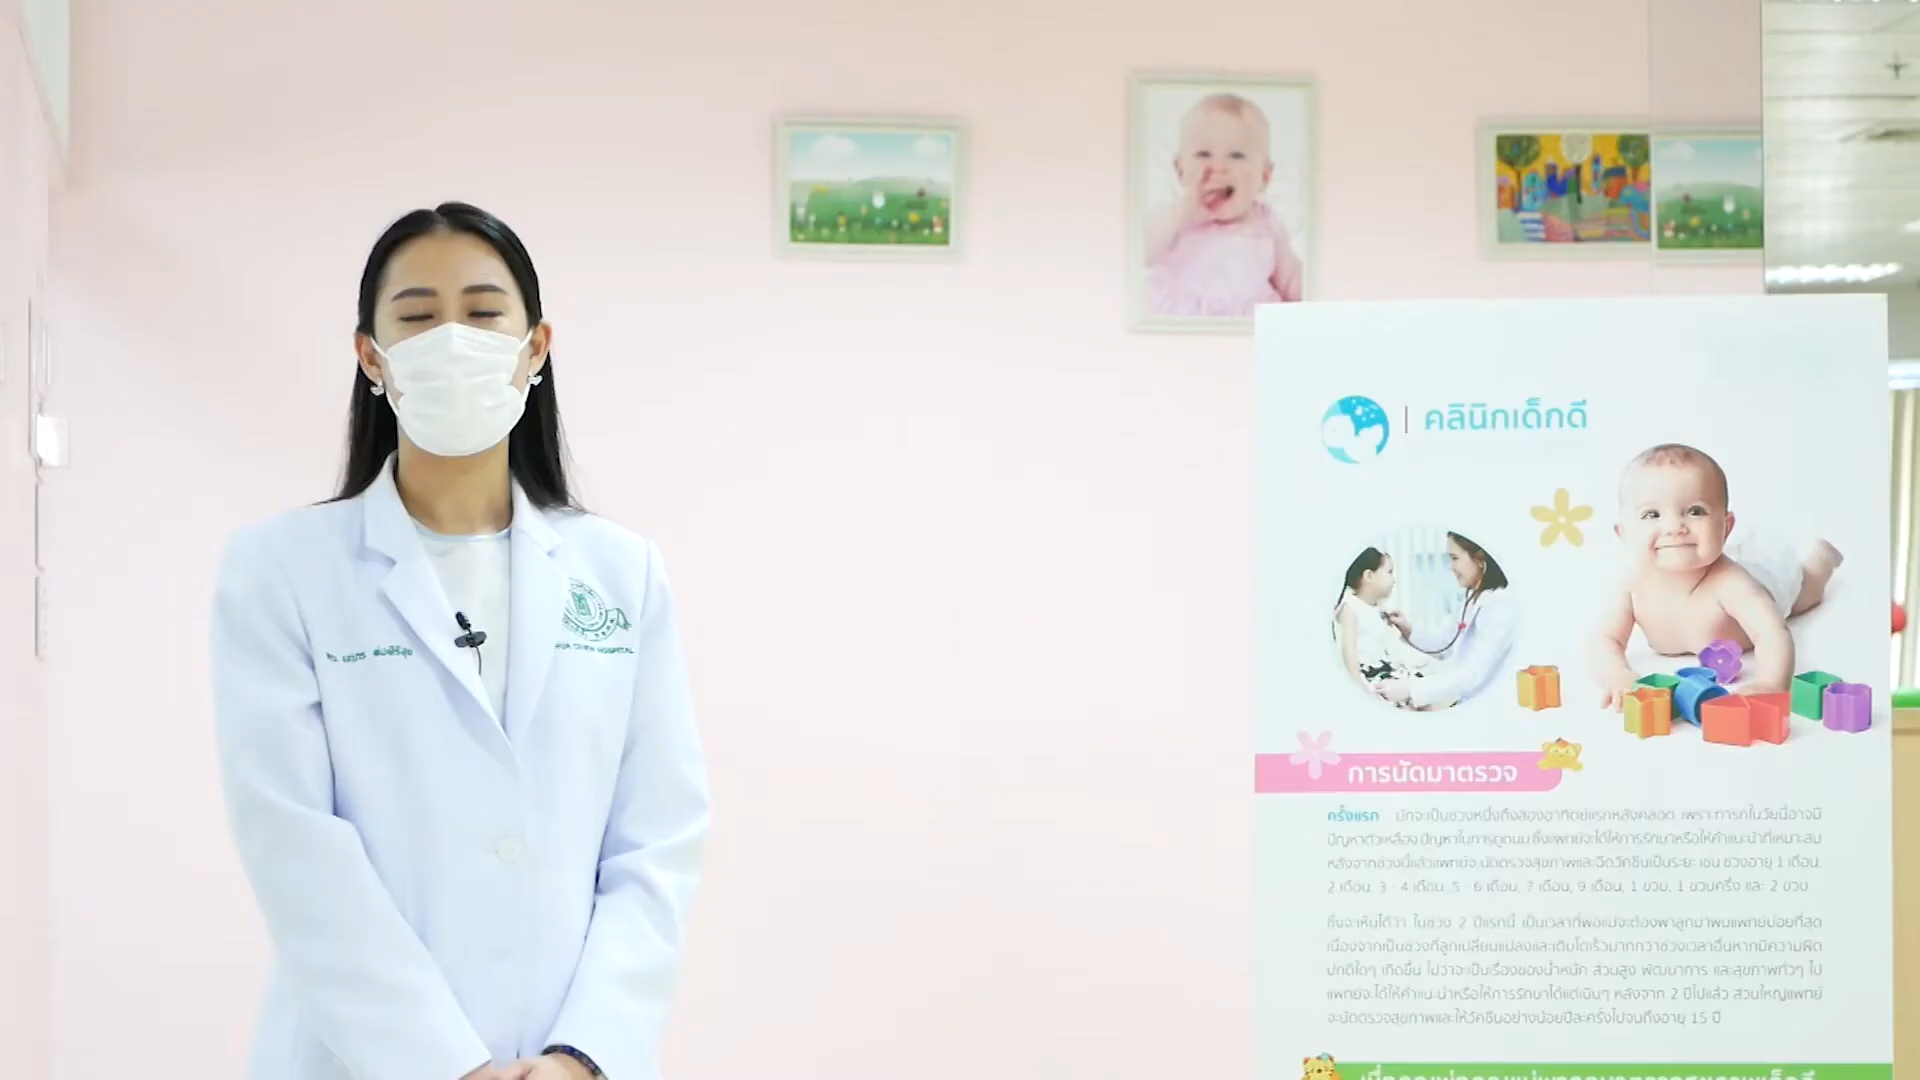 คลินิกเด็กดี
การนัดมาตรวจ
ครั้งแรก มักจะเป็นช่วงหนึ่งถึงสองอาทิตย์แรกหลังคลอด เพราะทารกในวัยนี้อาจมี
ปัญหาตัวเหลือง ปัญหาในการดูดนม ซึ่งแพทย์จะได้ให้การรักษาหรือให้คำแนะนำที่เหมาะสม
หลังจากช่วงนี้แล้วแพทย์จะนัดตรวจสุขภาพและฉีดวัคซีนเป็นระยะ เช่น ช่วงอายุ 1 เดือน,
2 เดือน, 3 - 4 เดือน, 5 - 6 เดือน, 7 เดือน, 9 เดือน, 1 ขวบ, 1 ขวบครึ่ง และ 2 ขวบ
ซึ่งจะเห็นได้ว่า ในช่วง 2 ปีแรกนี้ เป็นเวลาที่พ่อแม่จะต้องพาลูกมาพบแพทย์บ่อยที่สุด
เนื่องจากเป็นช่วงที่ลูกเปลี่ยนแปลงและเติบโตเร็วมากกว่าช่วงเวลาอื่นหากมีความผิด
ปกติใดๆ เกิดขึ้น ไม่ว่าจะเป็นเรื่องของน้ำหนัก ส่วนสูง พัฒนาการ และสุขภาพทั่วๆ ไป
แพทย์จะได้ให้คำแนะนำหรือให้การรักษาได้แต่เนิ่นๆ หลังจาก 2 ปีไปแล้ว ส่วนใหญ่แพทย์
จะนัดตรวจสุขภาพและให้วัคซีนอย่างน้อยปีละครั้งไปจนถึงอายุ 15 ปี
HOSPITAL